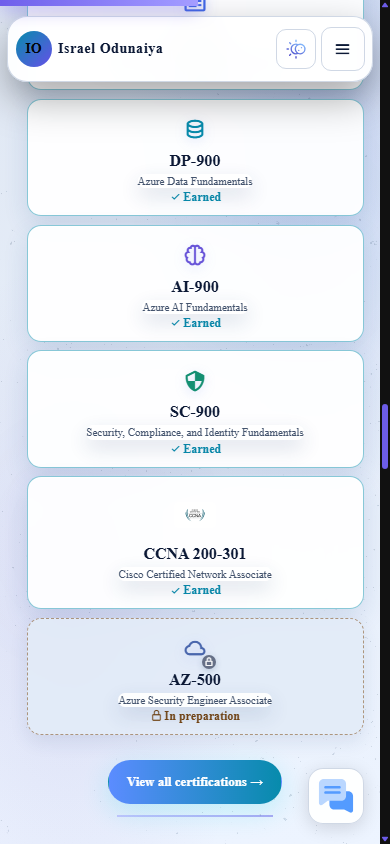 IO
Israel Odunaiya
DP-900
Azure Data Fundamentals
✓ Earned
AI-900
Azure AI Fundamentals
✓ Earned
SC-900
Security, Compliance, and Identity Fundamentals
✓ Earned
CCNA
CCNA 200-301
Cisco Certified Network Associate
✓ Earned
AZ-500
Azure Security Engineer Associate
In preparation
View all certifications →